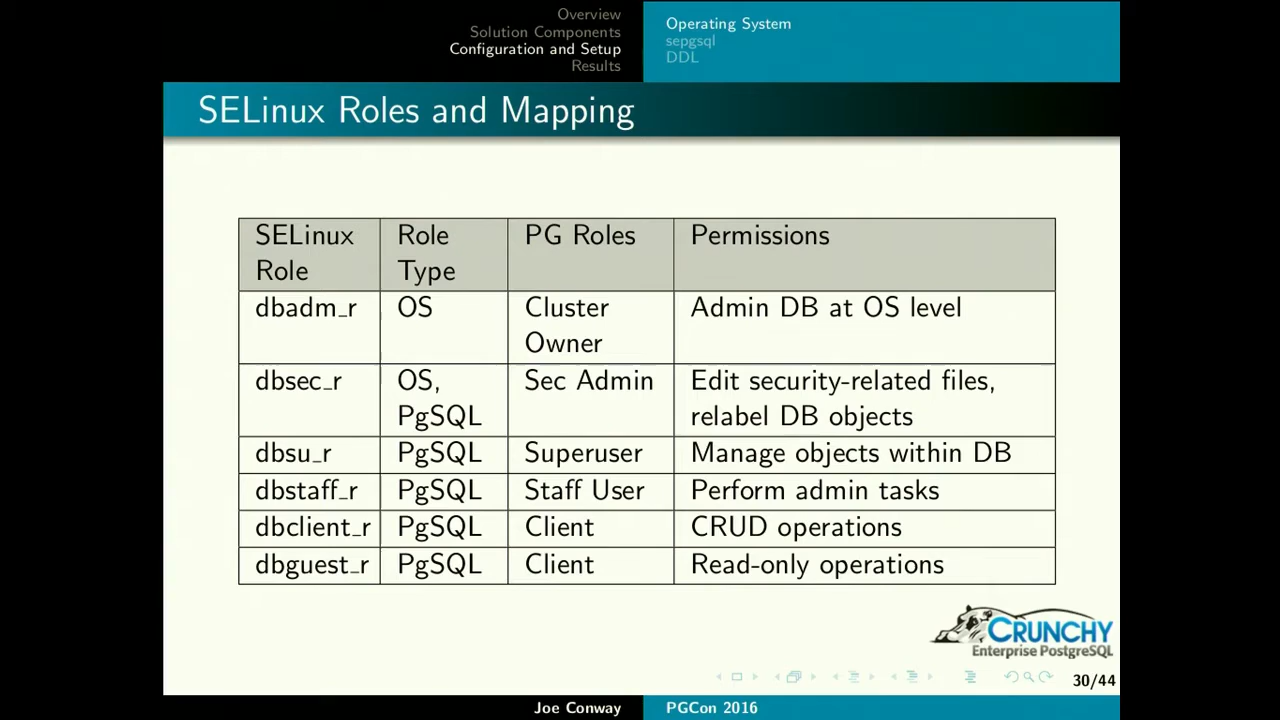 Overview
Solution Components
Configuration and Setup
Results
Operating System
sepgsql
DDL
SELinux Roles and Mapping
SELinux Role | Role Type | PG Roles | Permissions
dbadm_r | OS | Cluster Owner | Admin DB at OS level
dbsec_r | OS, PgSQL | Sec Admin | Edit security-related files, relabel DB objects
dbsu_r | PgSQL | Superuser | Manage objects within DB
dbstaff_r | PgSQL | Staff User | Perform admin tasks
dbclient_r | PgSQL | Client | CRUD operations
dbguest_r | PgSQL | Client | Read-only operations
CRUNCHY
Enterprise PostgreSQL
30/44
Joe Conway
PGCon 2016